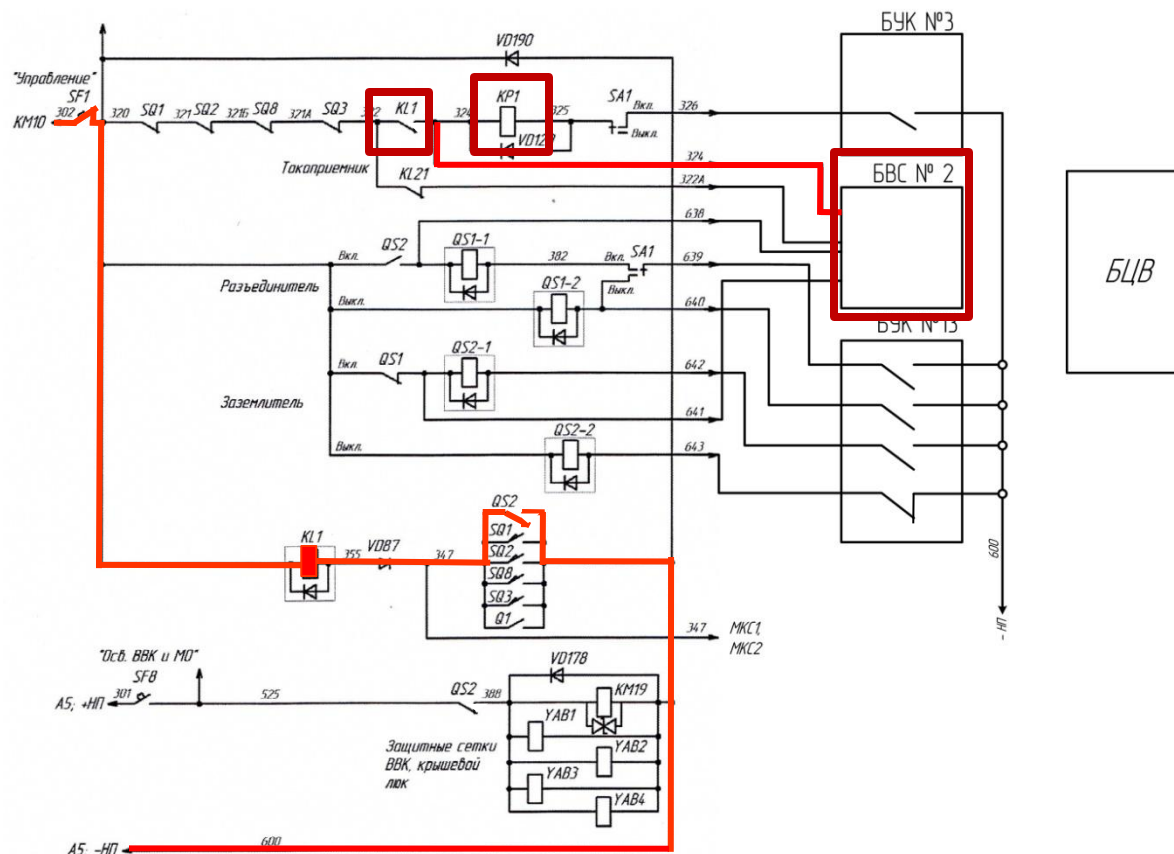 БУК №3
VD190
"Управление"
SF1
КМ10
302
320
SQ1
321
SQ2
321Б
SQ8
321А
SQ3
KL1
324
KP1
325
SA1
Вкл.
326
Выкл.
Токоприемник
324
БВС № 2
KL21
322А
638
QS2
QS1-1
382
Вкл.
SA1
639
Вкл.
Разъединитель
Выкл.
QS1-2
Выкл.
640
БЦВ
QS1
QS2-1
642
Вкл.
Заземлитель
641
Выкл.
QS2-2
643
QS2
KL1
355
VD87
347
SQ1
SQ2
SQ8
SQ3
Q1
600
- НП
347
МКС1,
МКС2
"Осв. ВВК и МО"
SF8
А5; +НП
301
525
QS2
388
VD178
KM19
YAB1
YAB2
YAB3
YAB4
Защитные сетки
ВВК, крышевой
люк
А5; -НП
600